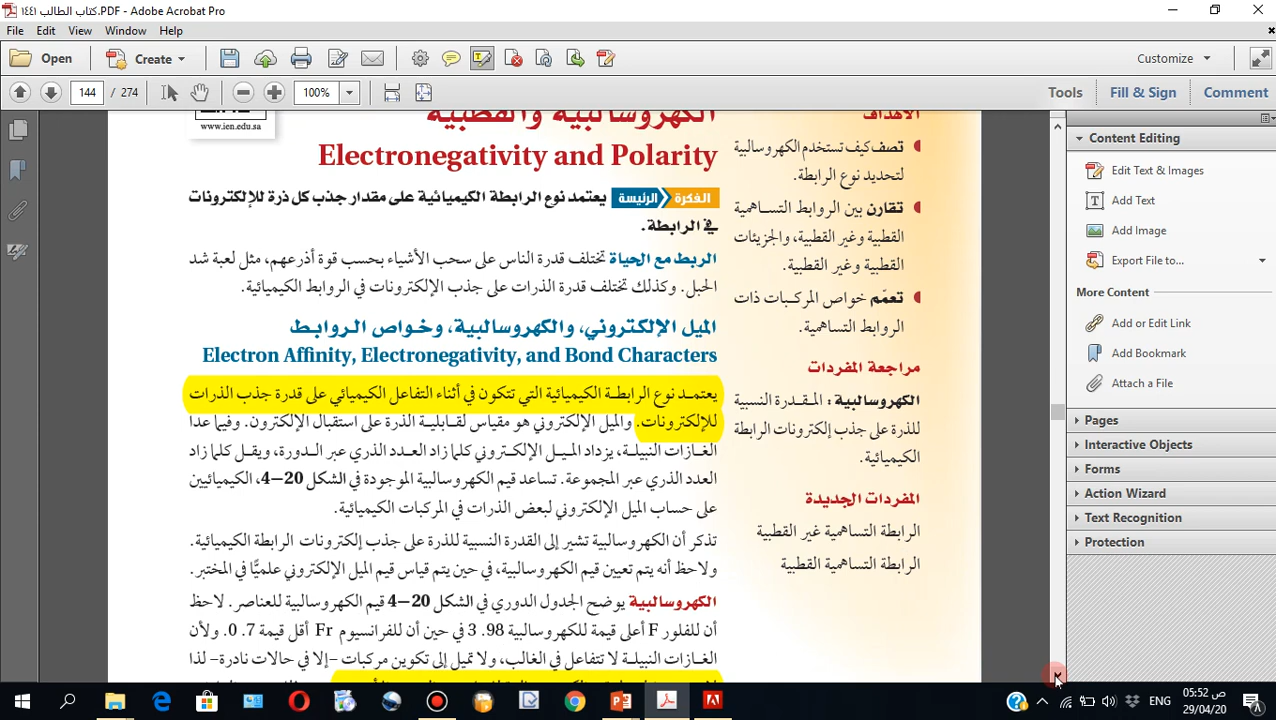 كتاب الطالب ١٤٤١.PDF - Adobe Acrobat Pro
File Edit View Window Help
Open Create Customize
144 / 274 100% Tools Fill & Sign Comment
www.ien.edu.sa
الكهروسالبية والقطبية
Electronegativity and Polarity
الفكرة الرئيسة يعتمد نوع الرابطة الكيميائية على مقدار جذب كل ذرة للإلكترونات
في الرابطة.
الربط مع الحياة تختلف قدرة الناس على سحب الأشياء بحسب قوة أذرعهم، مثل لعبة شد
الحبل. وكذلك تختلف قدرة الذرات على جذب الإلكترونات في الروابط الكيميائية.
الميل الإلكتروني، والكهروسالبية، وخواص الروابط
Electron Affinity, Electronegativity, and Bond Characters
يعتمد نوع الرابطة الكيميائية التي تتكون في أثناء التفاعل الكيميائي على قدرة جذب الذرات
للإلكترونات. والميل الإلكتروني هو مقياس لقابلية الذرة على استقبال الإلكترون. وفيما عدا
الغازات النبيلة، يزداد الميل الإلكتروني كلما زاد العدد الذري عبر الدورة، ويقل كلما زاد
العدد الذري عبر المجموعة. تساعد قيم الكهروسالبية الموجودة في الشكل 20–4، الكيميائيين
على حساب الميل الإلكتروني لبعض الذرات في المركبات الكيميائية.
تذكر أن الكهروسالبية تشير إلى القدرة النسبية للذرة على جذب إلكترونات الرابطة الكيميائية.
ولاحظ أنه يتم تعيين قيم الكهروسالبية، في حين يتم قياس قيم الميل الإلكتروني علميًّا في المختبر.
الكهروسالبية يوضح الجدول الدوري في الشكل 20–4 قيم الكهروسالبية للعناصر. لاحظ
أن للفلور F أعلى قيمة للكهروسالبية 3.98 في حين أن للفرانسيوم Fr أقل قيمة 0.7. ولأن
الغازات النبيلة لا تتفاعل في الغالب، ولا تميل إلى تكوين مركبات –إلا في حالات نادرة– لذا
الأهداف
تصف كيف تستخدم الكهروسالبية
لتحديد نوع الرابطة.
تقارن بين الروابط التساهمية
القطبية وغير القطبية، والجزيئات
القطبية وغير القطبية.
تعمّم خواص المركبات ذات
الروابط التساهمية.
مراجعة المفردات
الكهروسالبية: المقدرة النسبية
للذرة على جذب إلكترونات الرابطة
الكيميائية.
المفردات الجديدة
الرابطة التساهمية غير القطبية
الرابطة التساهمية القطبية
Content Editing
Edit Text & Images
Add Text
Add Image
Export File to...
More Content
Add or Edit Link
Add Bookmark
Attach a File
Pages
Interactive Objects
Forms
Action Wizard
Text Recognition
Protection
ENG
05:52 ص
29/04/20